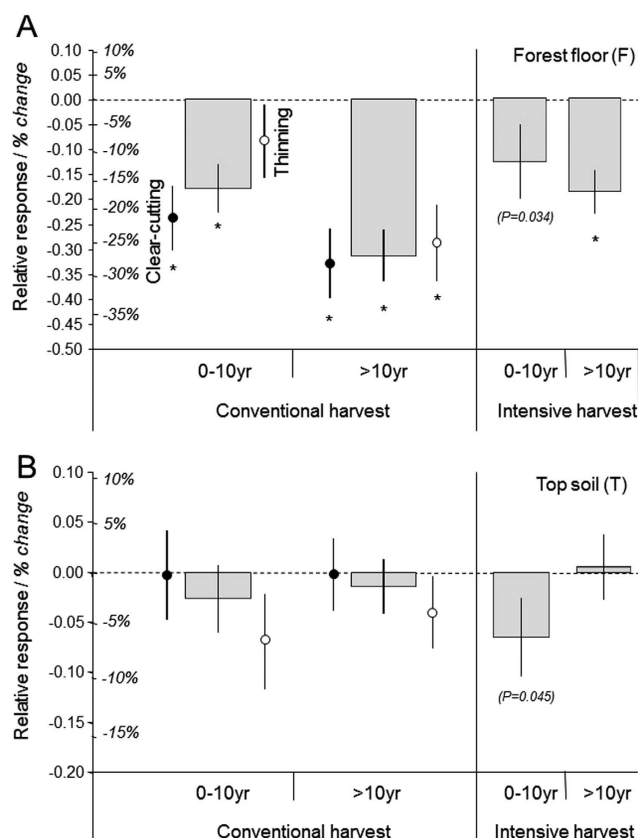 A
Relative response / % change
0.10
0.05
0.00
-0.05
-0.10
-0.15
-0.20
-0.25
-0.30
-0.35
-0.40
-0.45
-0.50
10%
5%
-5%
-10%
-15%
-20%
-25%
-30%
-35%
Clear-cutting
Thinning
Forest floor (F)
(P=0.034)
*
*
*
*
*
*
0-10yr
>10yr
0-10yr
>10yr
Conventional harvest
Intensive harvest
B
Relative response / % change
0.10
0.05
0.00
-0.05
-0.10
-0.15
-0.20
10%
5%
-5%
-10%
-15%
Top soil (T)
(P=0.045)
0-10yr
>10yr
0-10yr
>10yr
Conventional harvest
Intensive harvest